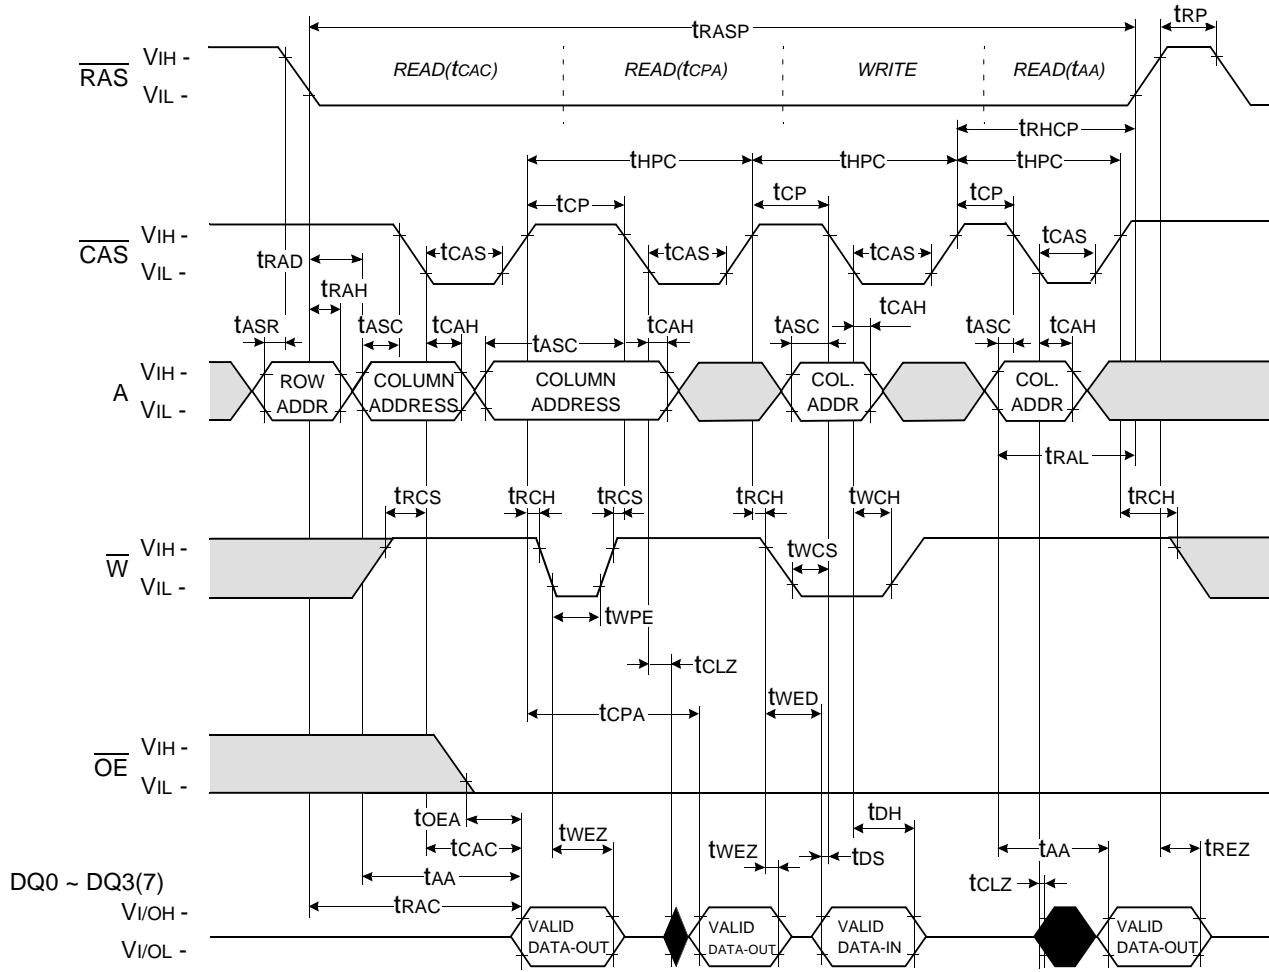 tRASP
tRP
RAS
VIH -
VIL -
READ(tCAC)
READ(tCPA)
WRITE
READ(tAA)
tRHCP
tHPC
tHPC
tHPC
tCP
tCP
tCP
CAS
VIH -
VIL -
tCAS
tCAS
tCAS
tCAS
tRAD
tRAH
tCAH
tASR
tASC
tCAH
tASC
tCAH
tASC
tASC
tCAH
A
VIH -
VIL -
ROW
ADDR
COLUMN
ADDRESS
COLUMN
ADDRESS
COL.
ADDR
COL.
ADDR
tRAL
tRCS
tRCH
tRCS
tRCH
tWCH
tRCH
W
VIH -
VIL -
tWCS
tWPE
tCLZ
tWED
tCPA
OE
VIH -
VIL -
tOEA
tWEZ
tDH
tCAC
tWEZ
tDS
tAA
tREZ
tAA
tCLZ
tRAC
DQ0 ~ DQ3(7)
VI/OH -
VI/OL -
VALID
DATA-OUT
VALID
DATA-OUT
VALID
DATA-IN
VALID
DATA-OUT